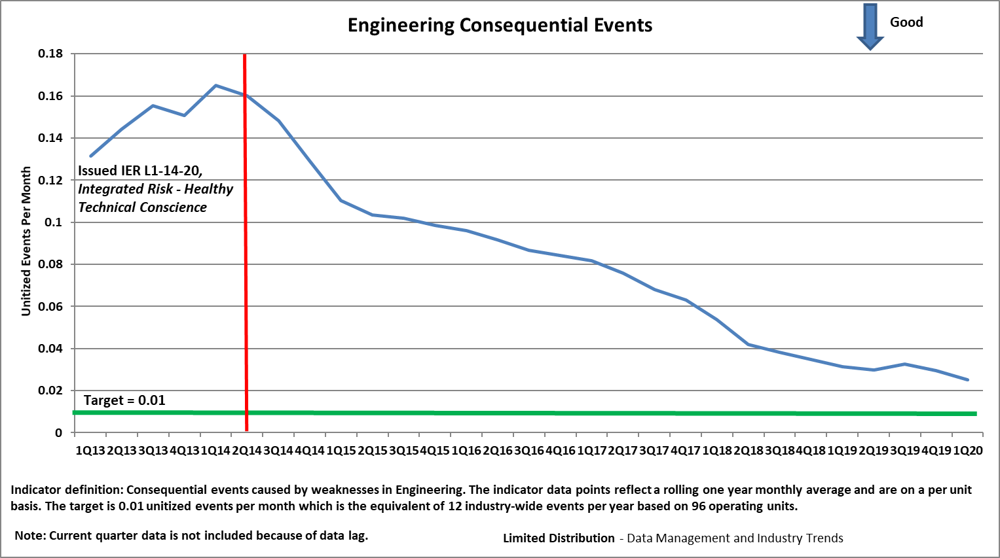 Engineering Consequential Events
Good
0.18
0.16
0.14
0.12
0.1
0.08
0.06
0.04
0.02
0
Unitized Events Per Month
Issued IER L1-14-20,
Integrated Risk - Healthy
Technical Conscience
Target = 0.01
1Q13 2Q13 3Q13 4Q13 1Q14 2Q14 3Q14 4Q14 1Q15 2Q15 3Q15 4Q15 1Q16 2Q16 3Q16 4Q16 1Q17 2Q17 3Q17 4Q17 1Q18 2Q18 3Q18 4Q18 1Q19 2Q19 3Q19 4Q19 1Q20
Indicator definition: Consequential events caused by weaknesses in Engineering. The indicator data points reflect a rolling one year monthly average and are on a per unit
basis. The target is 0.01 unitized events per month which is the equivalent of 12 industry-wide events per year based on 96 operating units.
Note: Current quarter data is not included because of data lag.
Limited Distribution - Data Management and Industry Trends